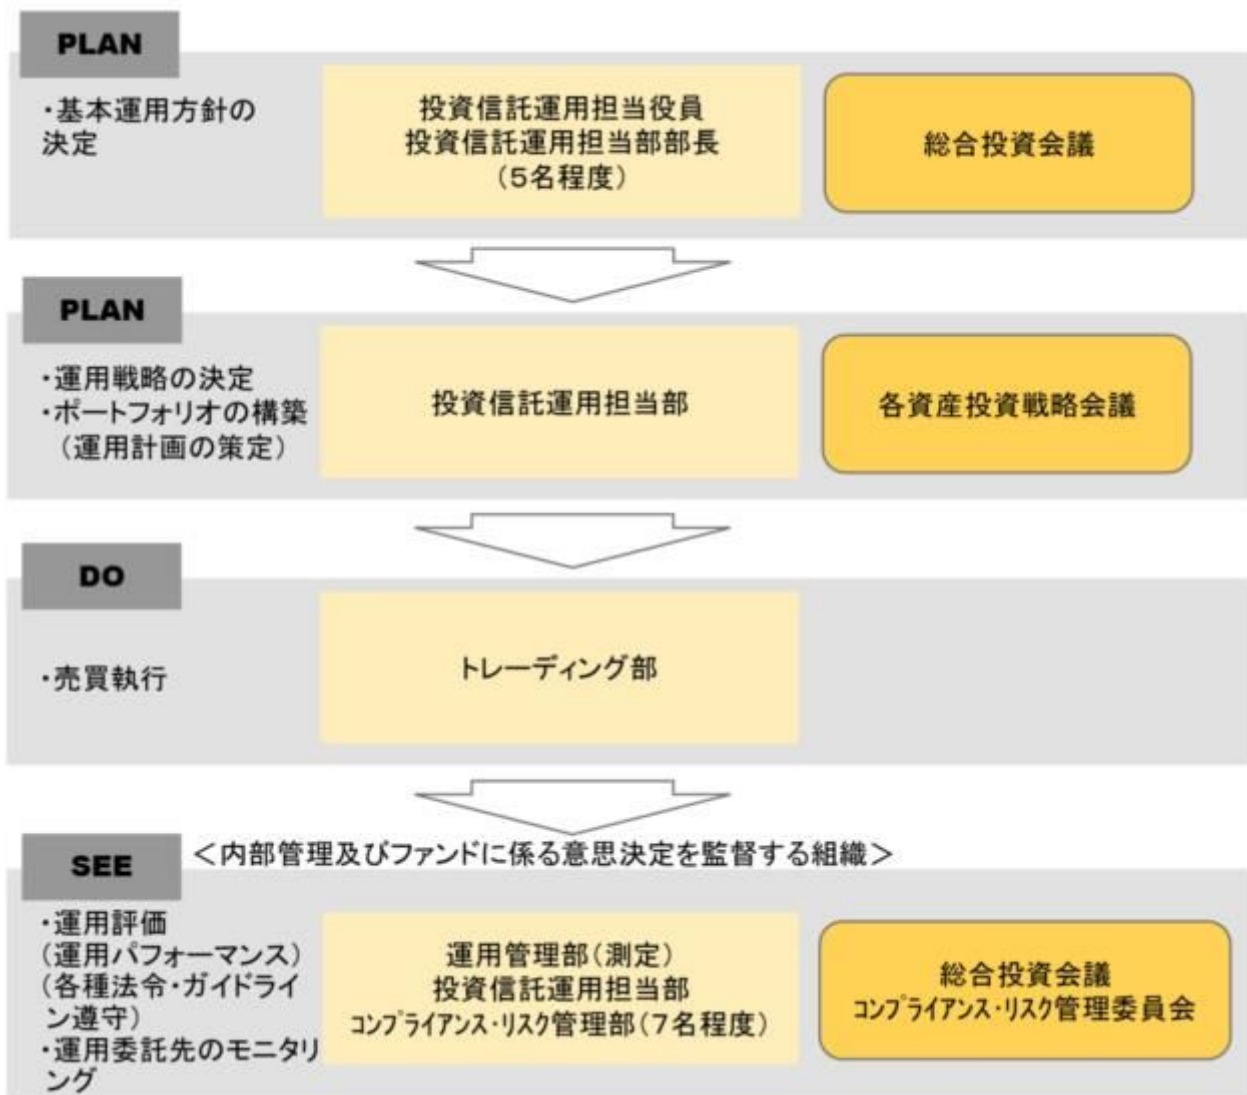 PLAN
・基本運用方針の
決定
投資信託運用担当役員
投資信託運用担当部部長
(5名程度)
総合投資会議
PLAN
・運用戦略の決定
・ポートフォリオの構築
(運用計画の策定)
投資信託運用担当部
各資産投資戦略会議
DO
・売買執行
トレーディング部
SEE
<内部管理及びファンドに係る意思決定を監督する組織>
・運用評価
(運用パフォーマンス)
(各種法令・ガイドライ
ン遵守)
・運用委託先のモニタリ
ング
運用管理部(測定)
投資信託運用担当部
コンプライアンス・リスク管理部(7名程度)
総合投資会議
コンプライアンス・リスク管理委員会